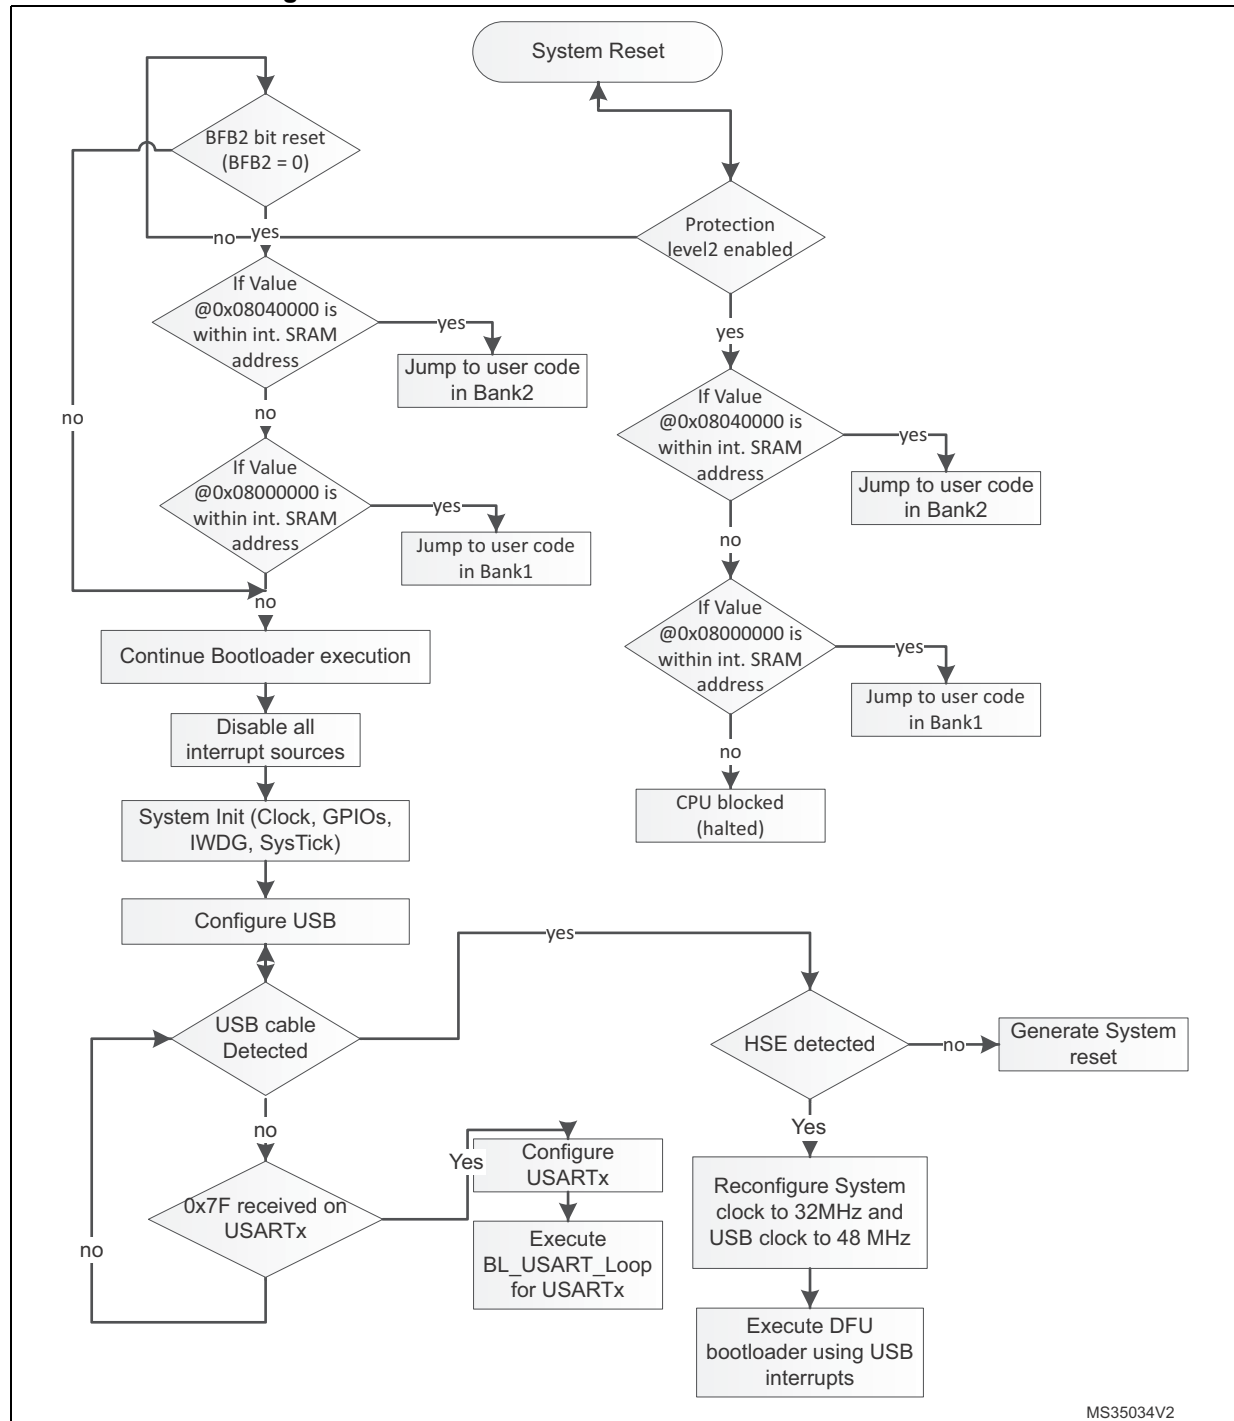 System Reset
BFB2 bit reset
(BFB2 = 0)
Protection
level2 enabled
no
yes
If Value
@0x08040000 is
within int. SRAM
address
yes
Jump to user code
in Bank2
no
no
If Value
@0x08000000 is
within int. SRAM
address
yes
Jump to user code
in Bank1
no
yes
If Value
@0x08040000 is
within int. SRAM
address
yes
Jump to user code
in Bank2
no
If Value
@0x08000000 is
within int. SRAM
address
yes
Jump to user code
in Bank1
no
CPU blocked
(halted)
Continue Bootloader execution
Disable all
interrupt sources
System Init (Clock, GPIOs,
IWDG, SysTick)
Configure USB
yes
USB cable
Detected
HSE detected
no
Generate System
reset
no
Yes
0x7F received on
USARTx
no
Yes
Configure
USARTx
Execute
BL_USART_Loop
for USARTx
Reconfigure System
clock to 32MHz and
USB clock to 48 MHz
Execute DFU
bootloader using USB
interrupts
MS35034V2